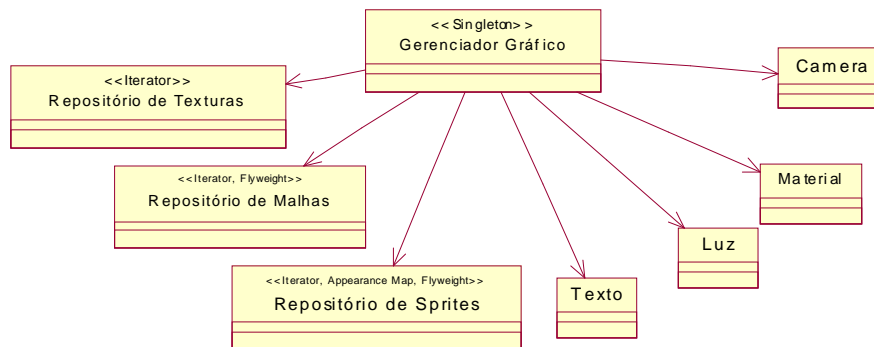 <<Singleton>>
Gerenciador Gráfico
Camera
<<Iterator>>
Repositório de Texturas
<<Iterator, Flyweight>>
Repositório de Malhas
Material
Luz
<<Iterator, Appearance Map, Flyweight>>
Repositório de Sprites
Texto